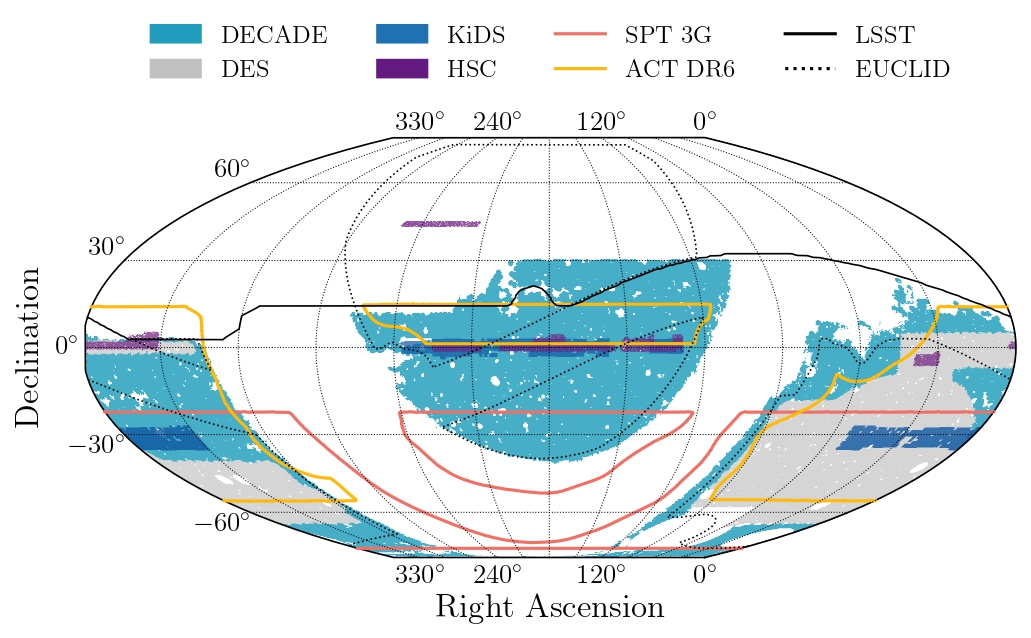 DECADE KiDS SPT 3G LSST
DES HSC ACT DR6 EUCLID
330° 240° 120° 0°
60°
30°
0°
−30°
−60°
Declination
330° 240° 120° 0°
Right Ascension